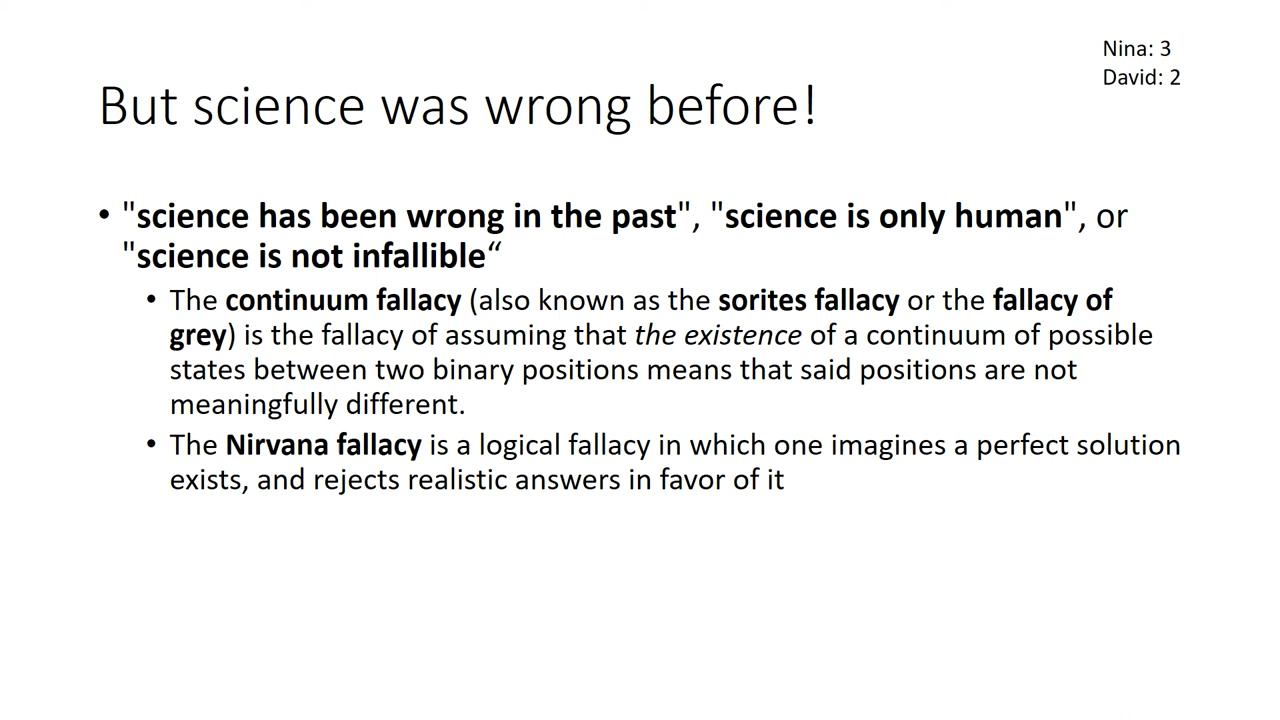 Nina: 3
David: 2
But science was wrong before!
• "science has been wrong in the past", "science is only human", or
"science is not infallible“
• The continuum fallacy (also known as the sorites fallacy or the fallacy of
grey) is the fallacy of assuming that the existence of a continuum of possible
states between two binary positions means that said positions are not
meaningfully different.
• The Nirvana fallacy is a logical fallacy in which one imagines a perfect solution
exists, and rejects realistic answers in favor of it